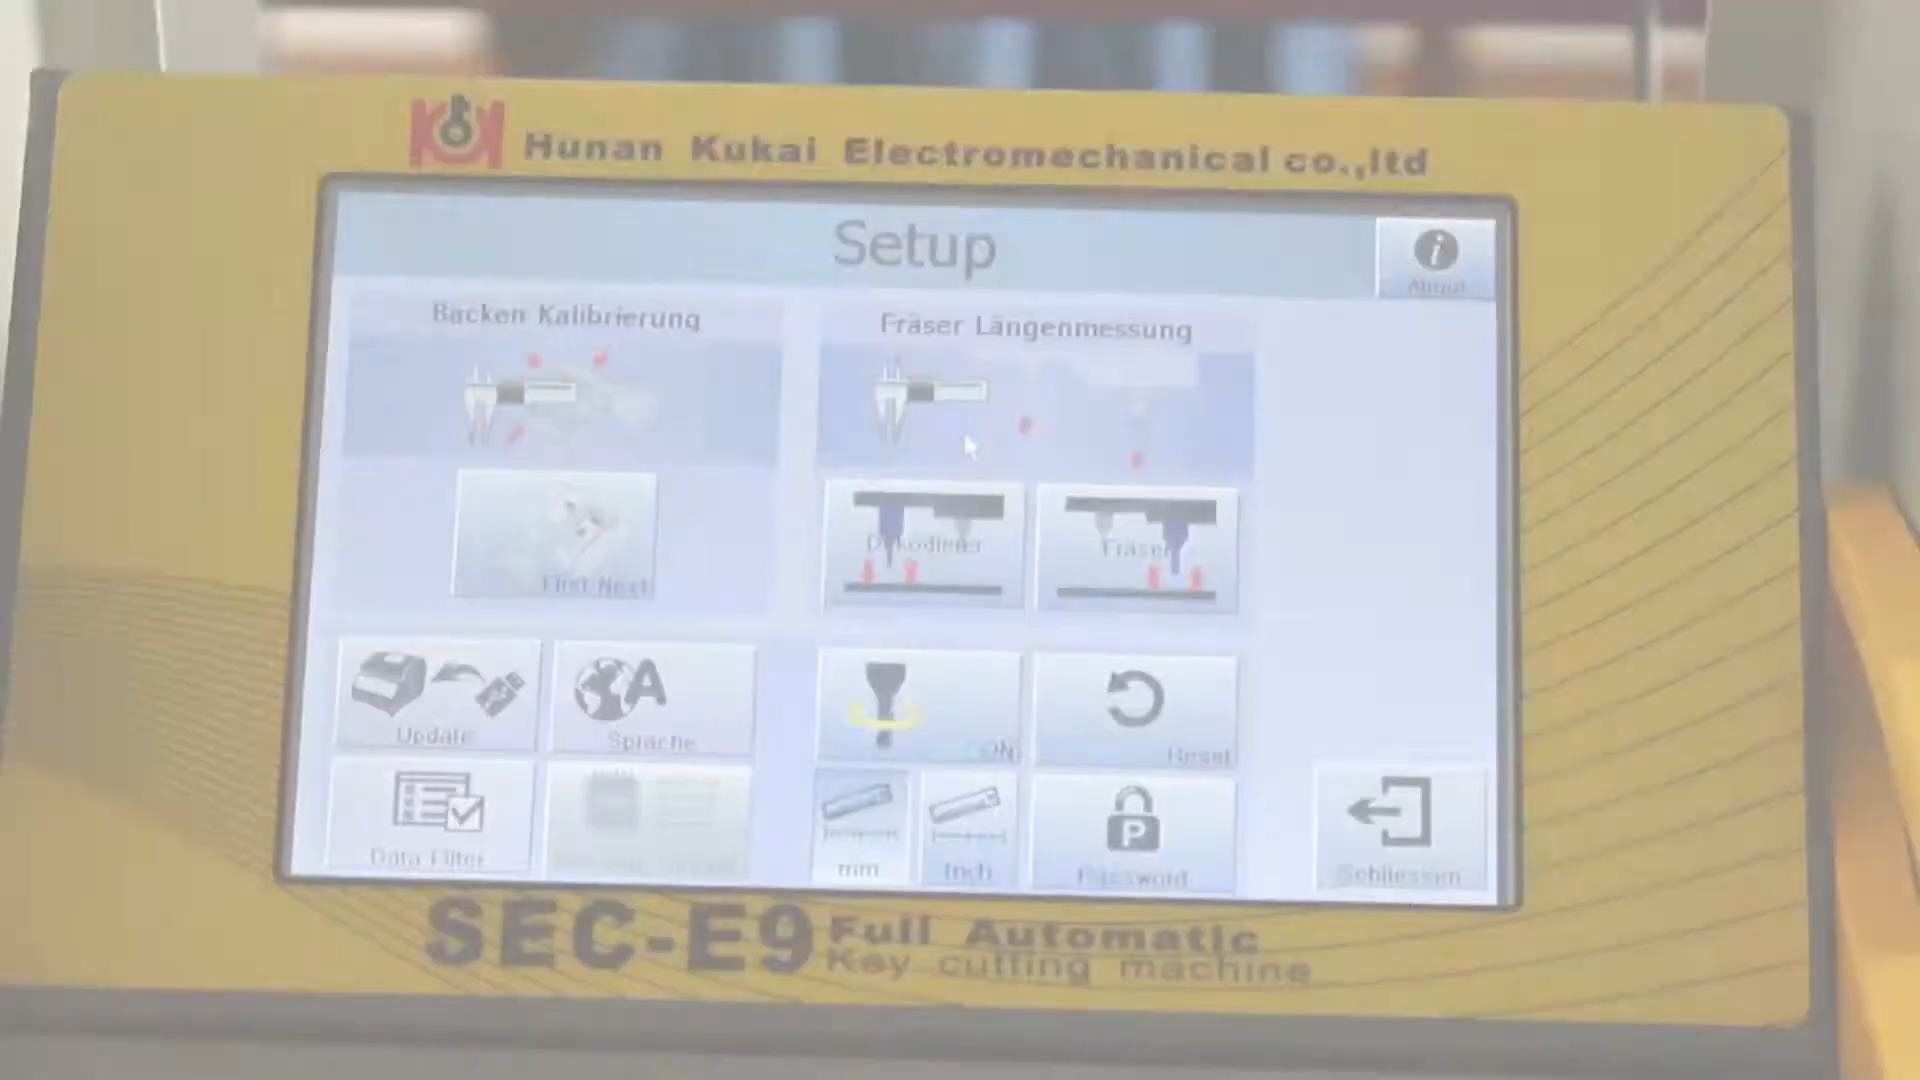 Hunan Kukai Electromechanical co.,ltd
Setup
About
Backen Kalibrierung
Fräser Längenmessung
Dekodierer
Fräser
First Next
Update
Sprache
ON
Reset
Data Filter
mm
Inch
Password
Schliessen
SEC-E9 Full Automatic
Key cutting machine